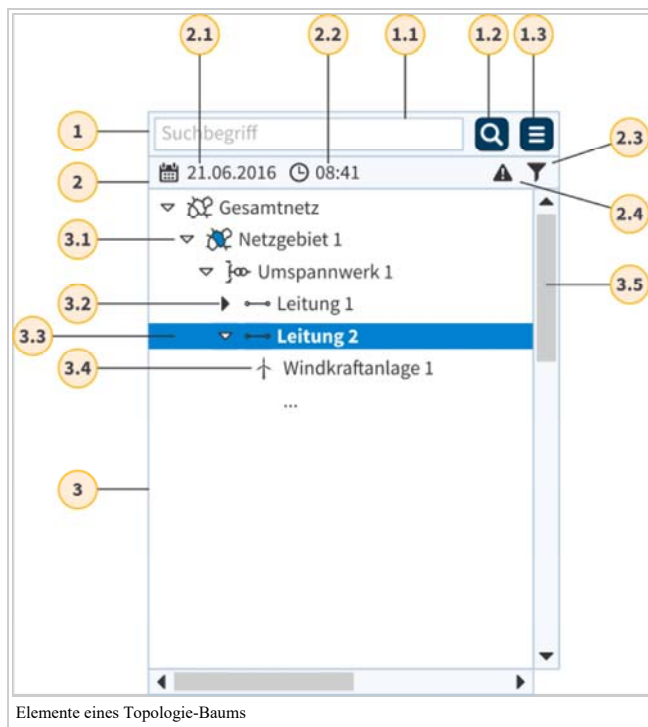 2.1 2.2 1.1 1.2 1.3
1 Suchbegriff
2.3
2 21.06.2016 08:41
2.4
Gesamtnetz
3.1 Netzgebiet 1
Umspannwerk 1
3.5
3.2 Leitung 1
3.3 Leitung 2
3.4 Windkraftanlage 1
...
3
Elemente eines Topologie-Baums